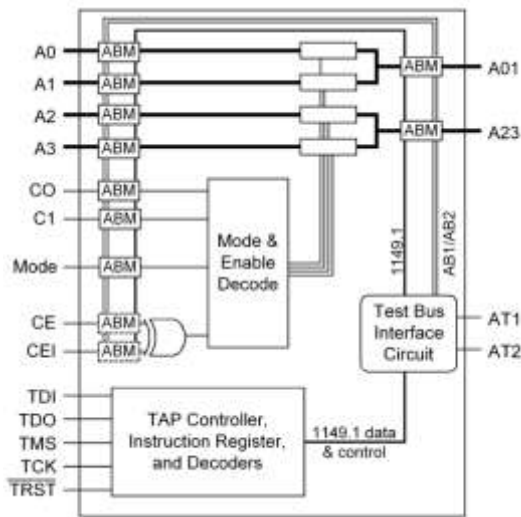 A0
ABM
A1
ABM
A2
ABM
A3
ABM
ABM
A01
ABM
A23
CO
ABM
C1
ABM
Mode
ABM
Mode &
Enable
Decode
CE
ABM
CEI
ABM
1149.1
AB1/AB2
Test Bus
Interface
Circuit
AT1
AT2
TDI
TDO
TMS
TCK
TRST
TAP Controller,
Instruction Register,
and Decoders
1149.1 data
& control